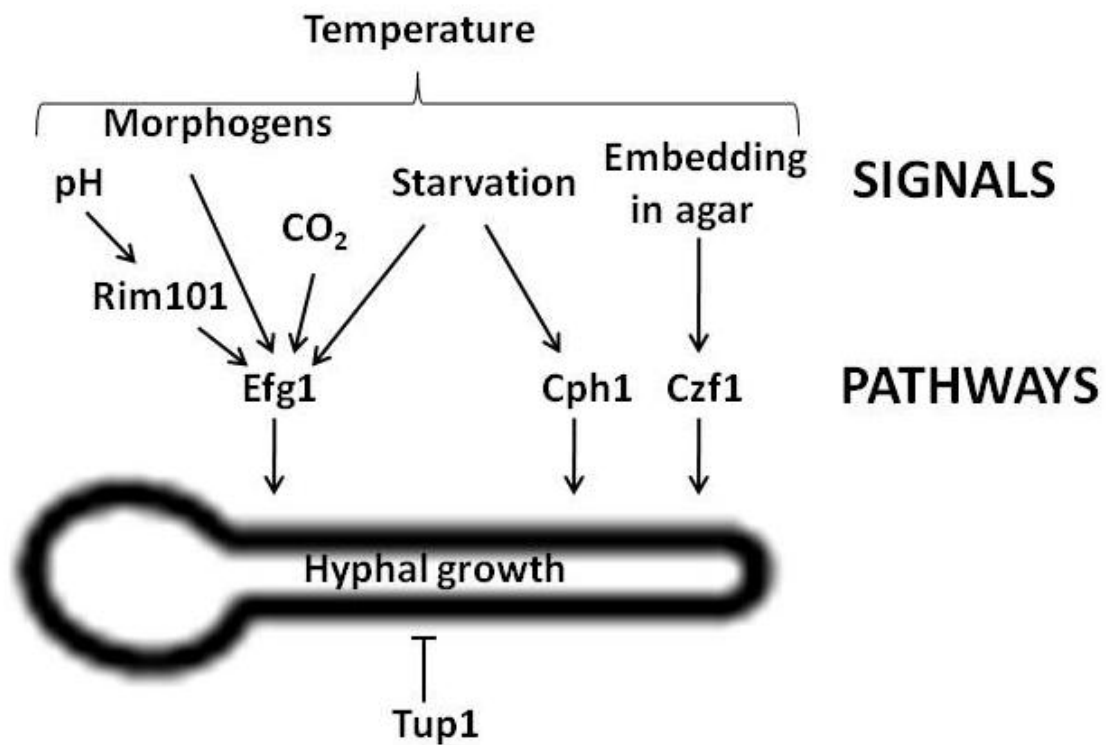 Temperature
Morphogens
pH
Starvation
Embedding
in agar
SIGNALS
CO₂
Rim101
Efg1
Cph1
Czf1
PATHWAYS
Hyphal growth
Tup1